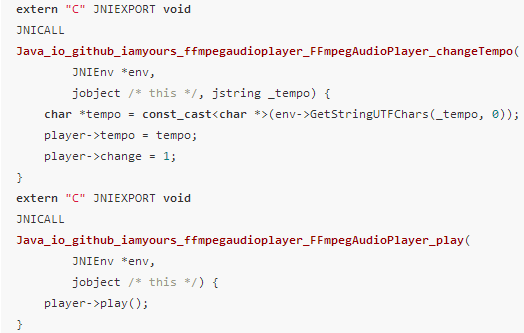 extern "C" JNIEXPORT void
JNICALL
Java_io_github_iamyours_ffmpegaudioplayer_FFmpegAudioPlayer_changeTempo(
        JNIEnv *env,
        jobject /* this */, jstring _tempo) {
    char *tempo = const_cast<char *>(env->GetStringUTFChars(_tempo, 0));
    player->tempo = tempo;
    player->change = 1;
}
extern "C" JNIEXPORT void
JNICALL
Java_io_github_iamyours_ffmpegaudioplayer_FFmpegAudioPlayer_play(
        JNIEnv *env,
        jobject /* this */) {
    player->play();
}